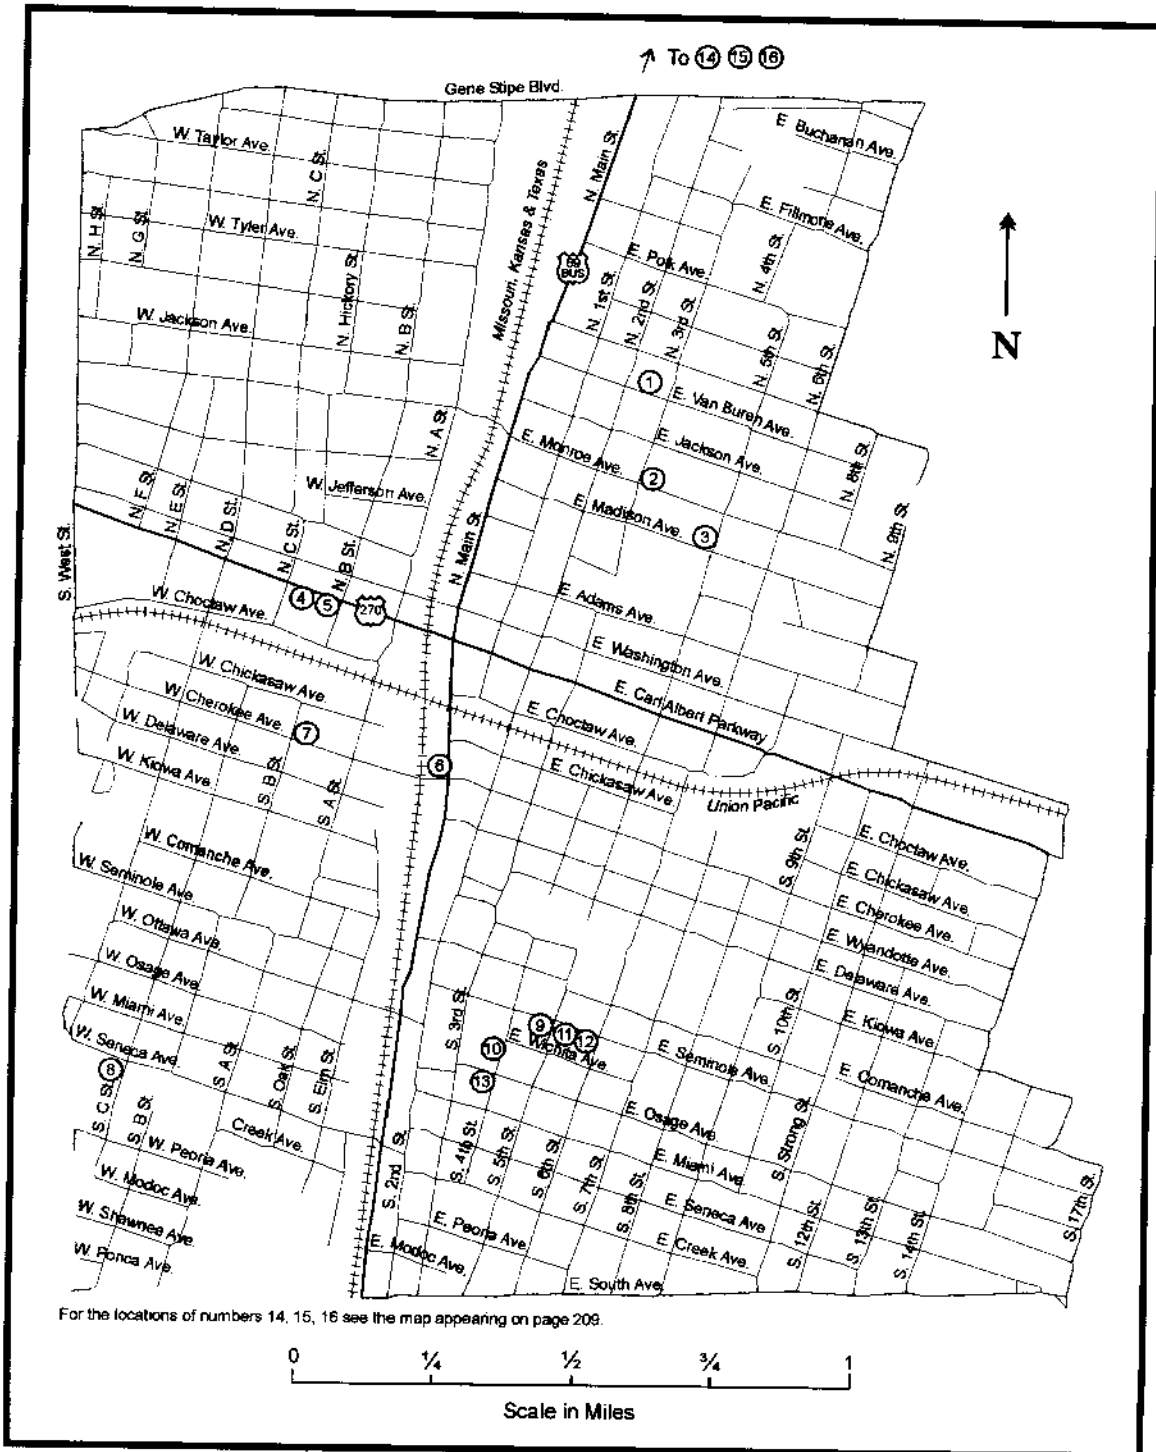 To 14 15 16
Gene Stipe Blvd.
W. Taylor Ave.
E. Buchanan Ave.
N. C St.
N. Main St.
Missouri, Kansas & Texas
N. H St.
N. G St.
W. Tyler Ave.
E. Fillmore Ave.
N. 4th St.
E. Polk Ave.
69
BUS
N. Hickory St.
N. B St.
N. 1st St.
N. 2nd St.
N. 3rd St.
N
W. Jackson Ave.
N. 5th St.
N. 6th St.
1
E. Van Buren Ave.
N. A St.
E. Monroe Ave.
E. Jackson Ave.
N. 8th St.
2
W. Jefferson Ave.
N. F St.
N. E St.
N. D St.
N. C St.
N. B St.
N. Main St.
E. Madison Ave.
3
N. 9th St.
S. West St.
W. Choctaw Ave.
4
5
270
E. Adams Ave.
E. Washington Ave.
W. Chickasaw Ave.
E. Carl Albert Parkway
W. Cherokee Ave.
E. Choctaw Ave.
W. Delaware Ave.
7
W. Kiowa Ave.
6
E. Chickasaw Ave.
Union Pacific
S. B St.
S. A St.
W. Comanche Ave.
S. 9th St.
E. Choctaw Ave.
W. Seminole Ave.
E. Chickasaw Ave.
E. Cherokee Ave.
W. Ottawa Ave.
E. Wyandotte Ave.
W. Osage Ave.
E. Delaware Ave.
W. Miami Ave.
S. 3rd St.
S. 10th St.
E. Kiowa Ave.
W. Seneca Ave.
9
11
12
10
E. Wichita Ave.
E. Seminole Ave.
E. Comanche Ave.
8
13
S. A St.
S. Oak St.
S. Elm St.
S. C St.
S. B St.
Creek Ave.
E. Osage Ave.
S. Strong St.
W. Peoria Ave.
S. 2nd St.
S. 4th St.
S. 5th St.
S. 6th St.
S. 7th St.
S. 8th St.
E. Miami Ave.
W. Modoc Ave.
E. Seneca Ave.
S. 12th St.
S. 13th St.
S. 14th St.
S. 17th St.
W. Shawnee Ave.
E. Peoria Ave.
E. Creek Ave.
W. Ponca Ave.
E. Modoc Ave.
E. South Ave.
For the locations of numbers 14, 15, 16 see the map appearing on page 209.
0 1/4 1/2 3/4 1
Scale in Miles